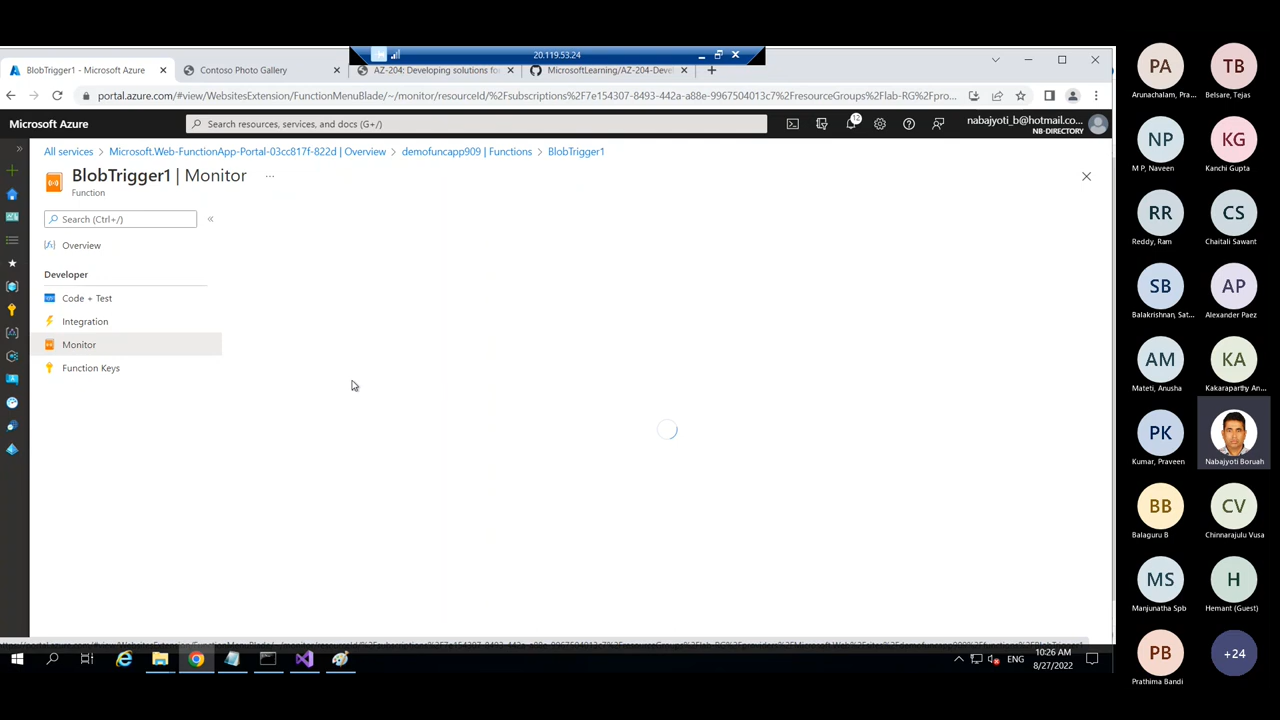 20.119.53.24
BlobTrigger1 - Microsoft Azure
Contoso Photo Gallery
AZ-204: Developing solutions fo
MicrosoftLearning/AZ-204-Deve
portal.azure.com/#view/WebsitesExtension/FunctionMenuBlade/~/monitor/resourceId/%2Fsubscriptions%2F7e154307-8493-442a-a88e-9967504013c7%2FresourceGroups%2Flab-RG%2Fpro...
Microsoft Azure
Search resources, services, and docs (G+/)
12
nabajyoti_b@hotmail.co...
NB-DIRECTORY
All services > Microsoft.Web-FunctionApp-Portal-03cc817f-822d | Overview > demofuncapp909 | Functions > BlobTrigger1
BlobTrigger1 | Monitor ...
Function
Search (Ctrl+/)
Overview
Developer
Code + Test
Integration
Monitor
Function Keys
ENG
10:26 AM
8/27/2022
PA
Arunachalam, Pra...
TB
Belsare, Tejas
NP
M P, Naveen
KG
Kanchi Gupta
RR
Reddy, Ram
CS
Chaitali Sawant
SB
Balakrishnan, Sat...
AP
Alexander Paez
AM
Mateti, Anusha
KA
Kakaraparthy An...
PK
Kumar, Praveen
Nabajyoti Boruah
BB
Balaguru B
CV
Chinnarajulu Vusa
MS
Manjunatha Spb
H
Hemant (Guest)
PB
Prathima Bandi
+24